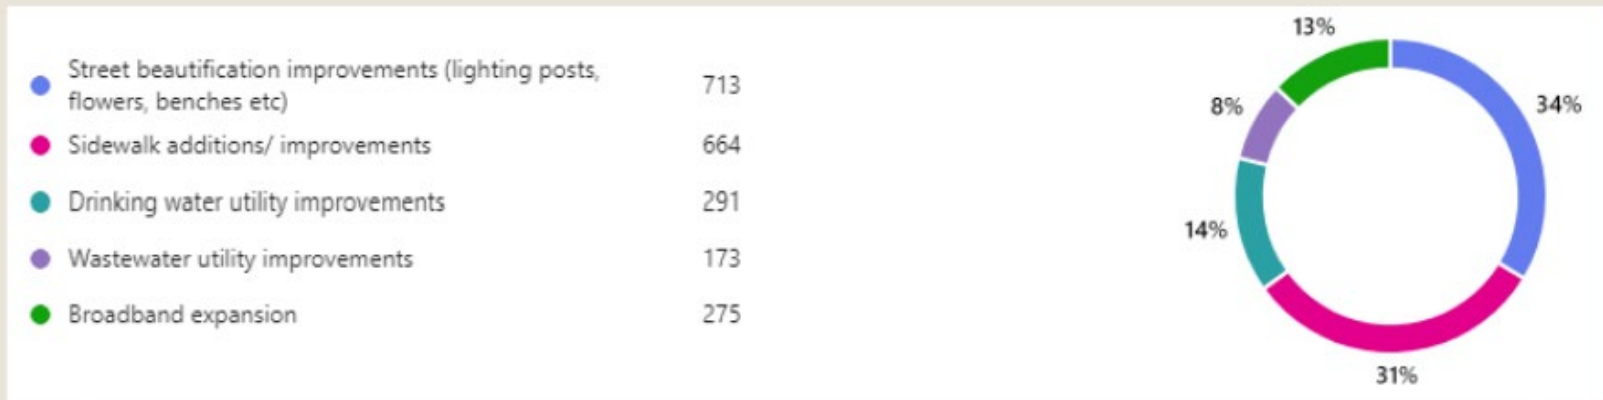 Street beautification improvements (lighting posts,
flowers, benches etc)
713
Sidewalk additions/ improvements
664
Drinking water utility improvements
291
Wastewater utility improvements
173
Broadband expansion
275
13%
8%
34%
14%
31%